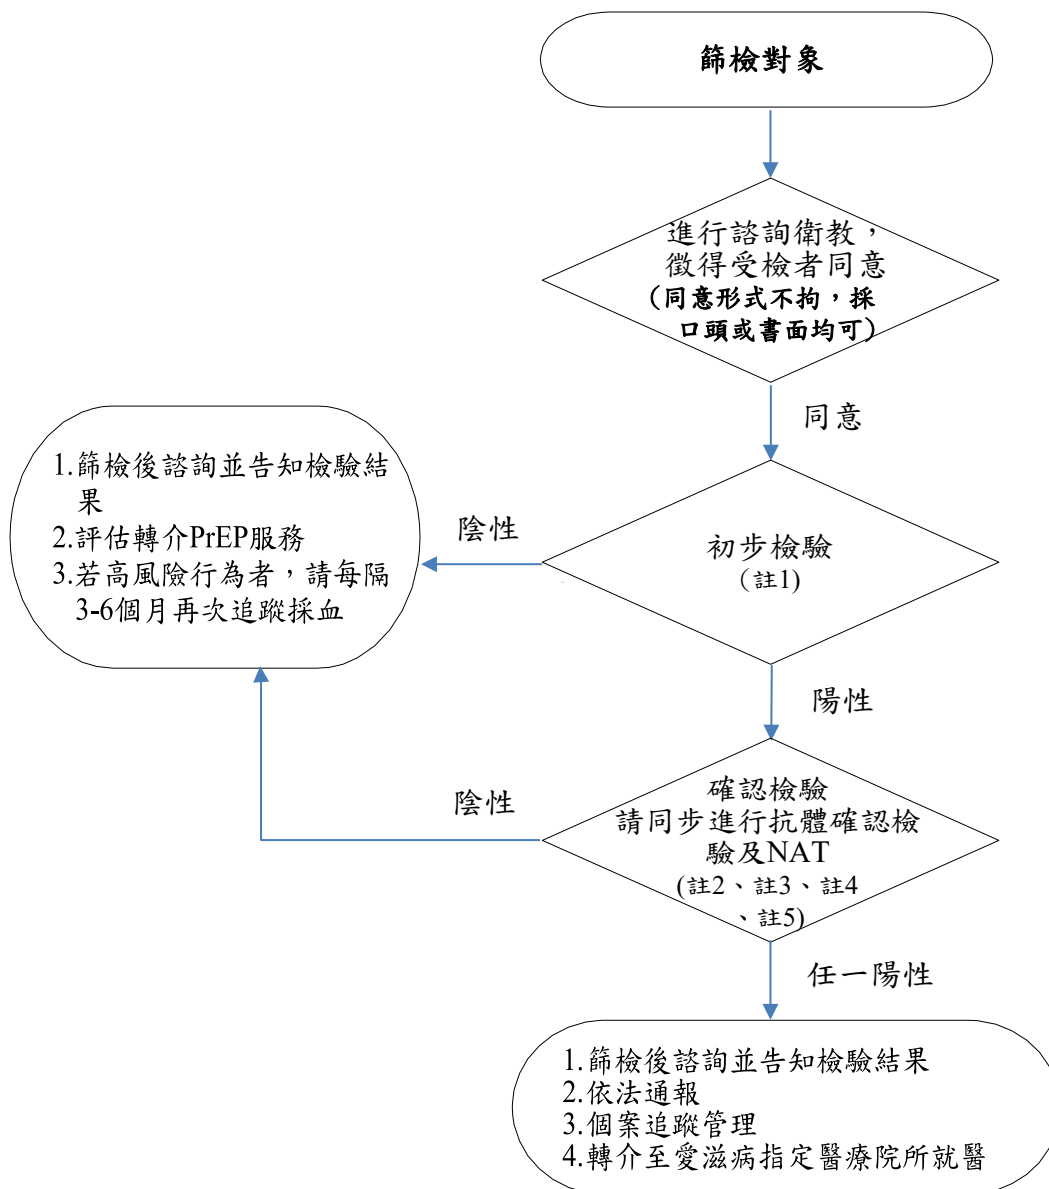 篩檢對象
進行諮詢衛教，
徵得受檢者同意
（同意形式不拘，採
口頭或書面均可）
同意
初步檢驗
（註1）
陰性
1.篩檢後諮詢並告知檢驗結
果
2.評估轉介PrEP服務
3.若高風險行為者，請每隔
3-6個月再次追蹤採血
陽性
確認檢驗
請同步進行抗體確認檢
驗及NAT
(註2、註3、註4
、註5)
陰性
任一陽性
1.篩檢後諮詢並告知檢驗結果
2.依法通報
3.個案追蹤管理
4.轉介至愛滋病指定醫療院所就醫